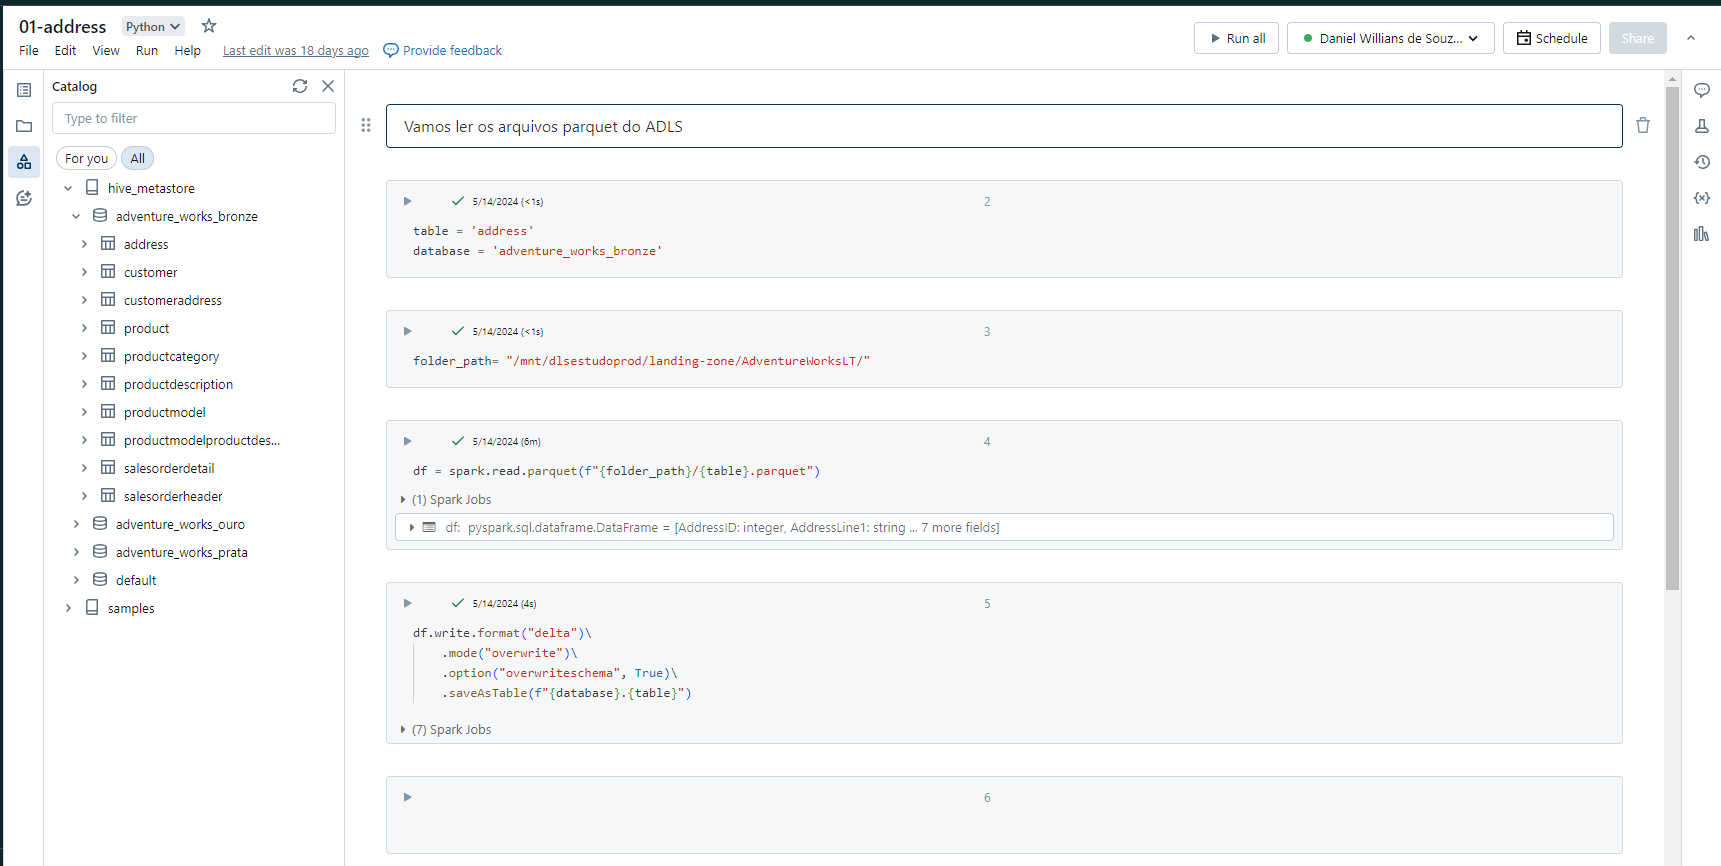 01-address Python
File Edit View Run Help Last edit was 18 days ago Provide feedback
Run all Daniel Willians de Souz... Schedule Share
Catalog
Type to filter
For you All
hive_metastore
adventure_works_bronze
address
customer
customeraddress
product
productcategory
productdescription
productmodel
productmodelproductdes...
salesorderdetail
salesorderheader
adventure_works_ouro
adventure_works_prata
default
samples
Vamos ler os arquivos parquet do ADLS
5/14/2024 (<1s) 2
table = 'address'
database = 'adventure_works_bronze'
5/14/2024 (<1s) 3
folder_path= "/mnt/dlsestudoprod/landing-zone/AdventureWorksLT/"
5/14/2024 (6m) 4
df = spark.read.parquet(f"{folder_path}/{table}.parquet")
(1) Spark Jobs
df: pyspark.sql.dataframe.DataFrame = [AddressID: integer, AddressLine1: string ... 7 more fields]
5/14/2024 (4s) 5
df.write.format("delta")\
.mode("overwrite")\
.option("overwriteschema", True)\
.saveAsTable(f"{database}.{table}")
(7) Spark Jobs
6